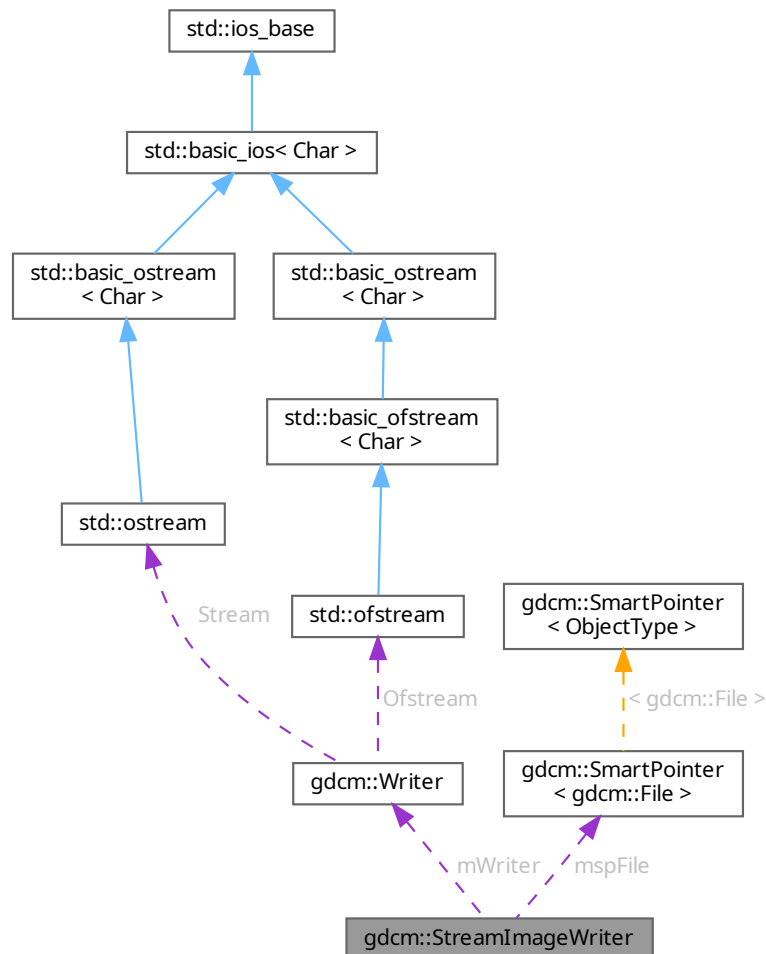 std::ios_base
std::basic_ios< Char >
std::basic_ostream
< Char >
std::basic_ostream
< Char >
std::basic_ofstream
< Char >
std::ostream
gdcm::SmartPointer
< ObjectType >
std::ofstream
Stream
Ofstream
< gdcm::File >
gdcm::Writer
gdcm::SmartPointer
< gdcm::File >
mWriter
mspFile
gdcm::StreamImageWriter